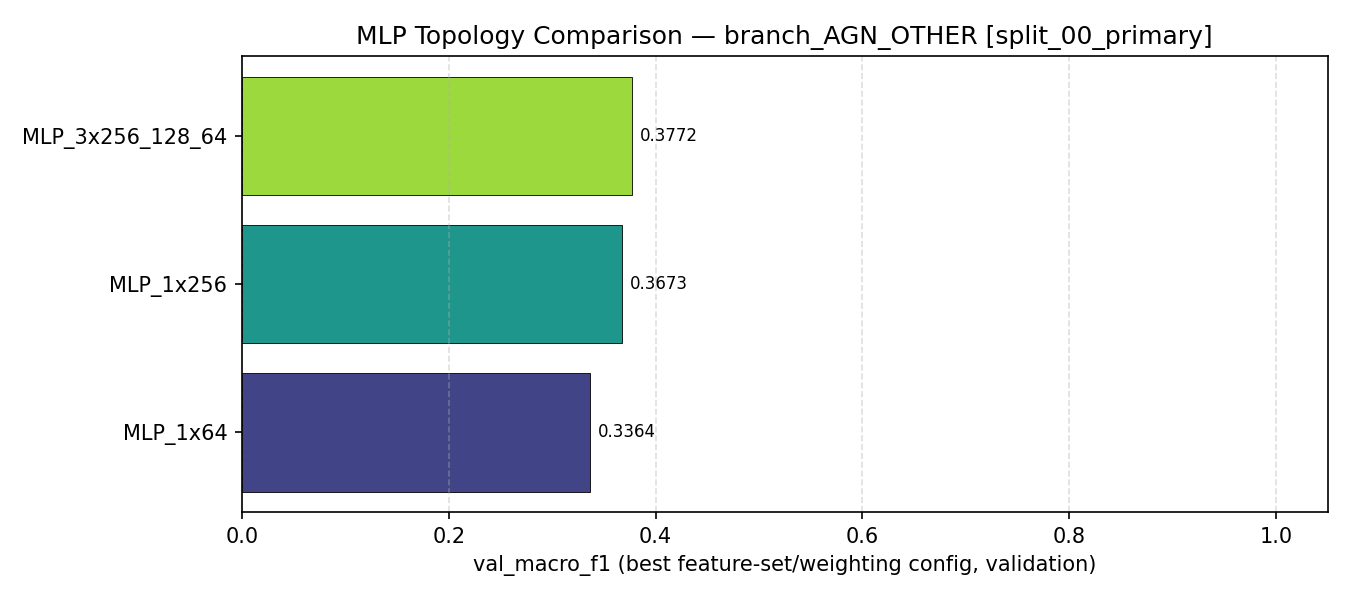 MLP Topology Comparison — branch_AGN_OTHER [split_00_primary]
MLP_3x256_128_64
0.3772
MLP_1x256
0.3673
MLP_1x64
0.3364
0.0 0.2 0.4 0.6 0.8 1.0
val_macro_f1 (best feature-set/weighting config, validation)